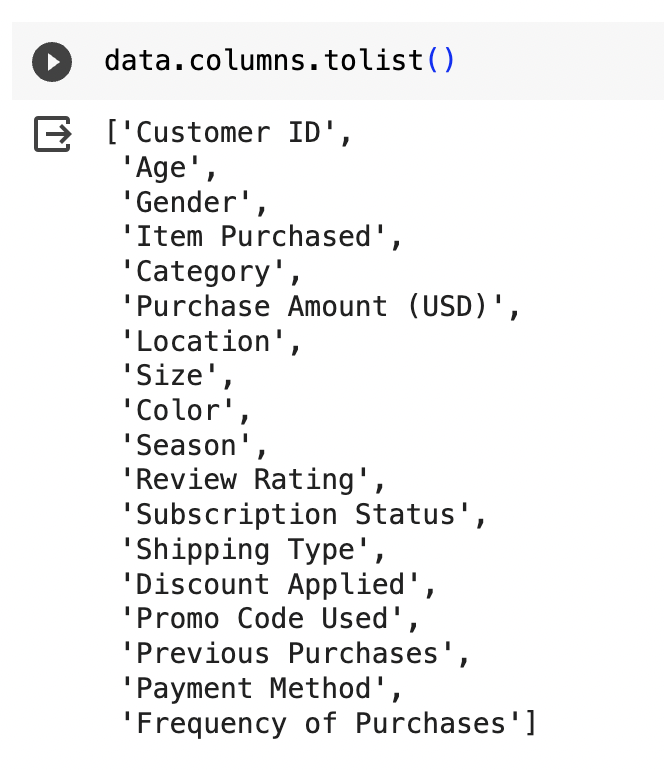 data.columns.tolist()
['Customer ID',
'Age',
'Gender',
'Item Purchased',
'Category',
'Purchase Amount (USD)',
'Location',
'Size',
'Color',
'Season',
'Review Rating',
'Subscription Status',
'Shipping Type',
'Discount Applied',
'Promo Code Used',
'Previous Purchases',
'Payment Method',
'Frequency of Purchases']